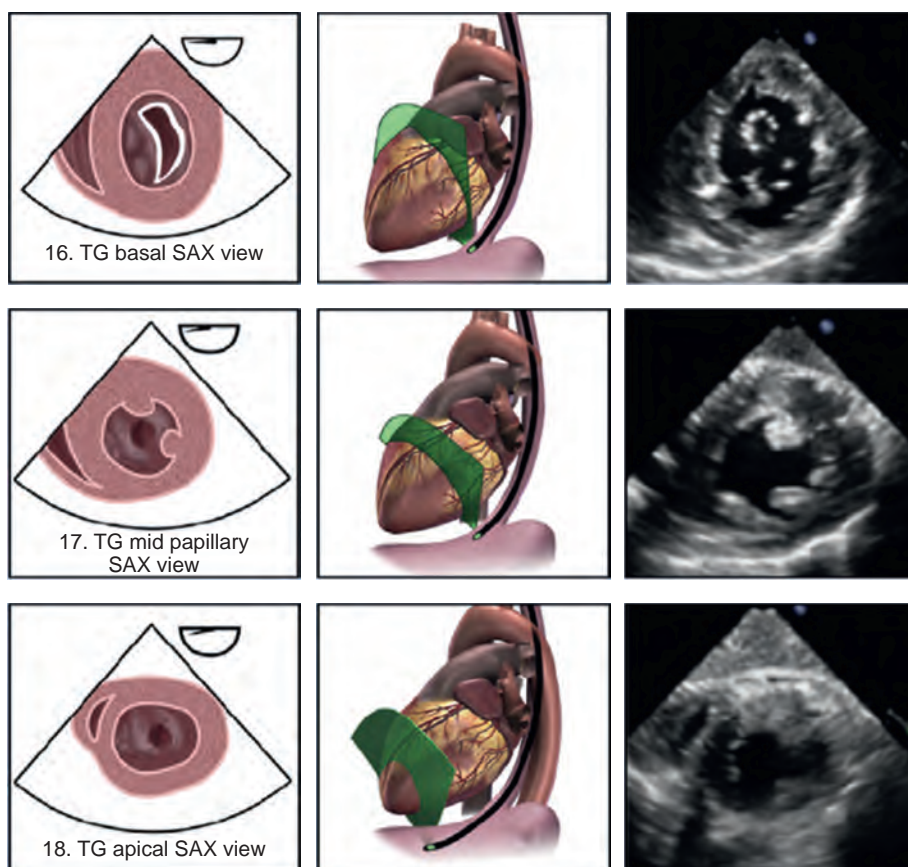 16. TG basal SAX view
17. TG mid papillary
SAX view
18. TG apical SAX view